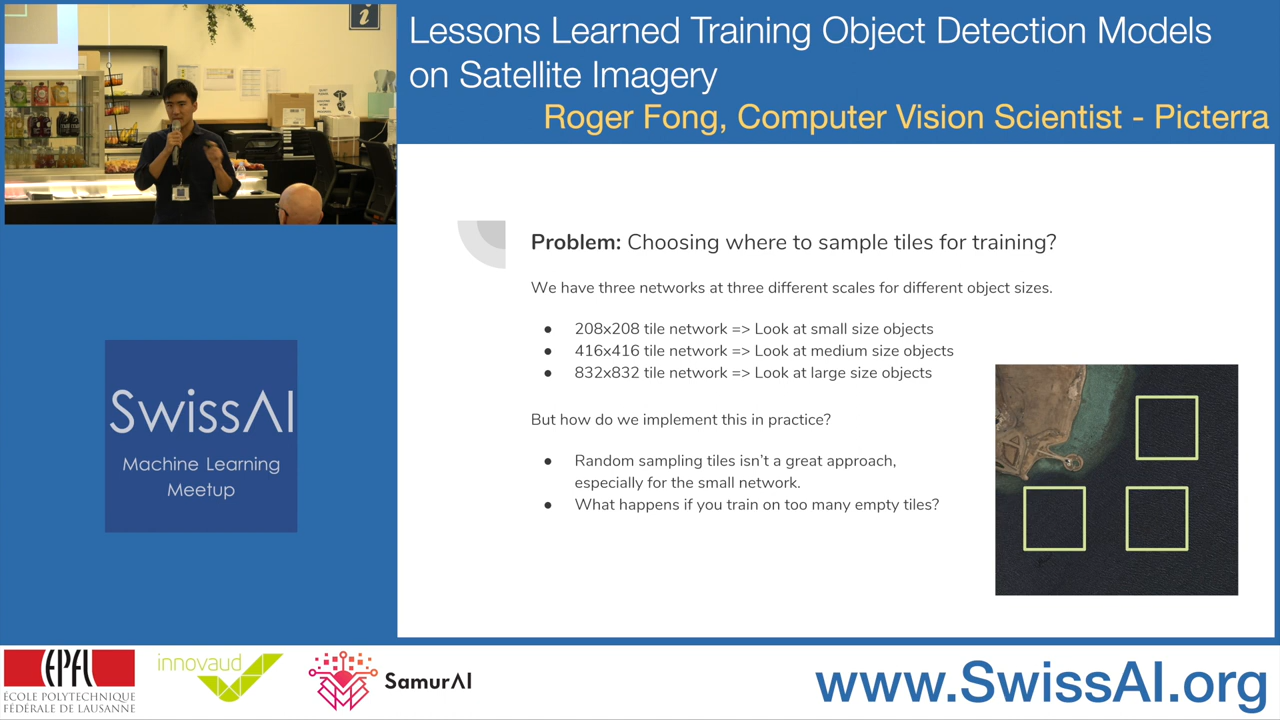 Lessons Learned Training Object Detection Models
on Satellite Imagery
Roger Fong, Computer Vision Scientist - Picterra
Problem: Choosing where to sample tiles for training?
We have three networks at three different scales for different object sizes.
● 208x208 tile network => Look at small size objects
● 416x416 tile network => Look at medium size objects
● 832x832 tile network => Look at large size objects
But how do we implement this in practice?
● Random sampling tiles isn't a great approach,
especially for the small network.
● What happens if you train on too many empty tiles?
SwissAI
Machine Learning
Meetup
EPFL
ÉCOLE POLYTECHNIQUE
FÉDÉRALE DE LAUSANNE
innovaud
SamurAI
www.SwissAI.org